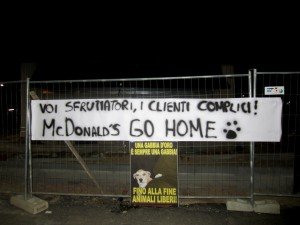 VOI SFRUTTATORI, I CLIENTI COMPLICI!
McDONALD'S GO HOME
UNA GABBIA D'ORO
È SEMPRE UNA GABBIA!
FINO ALLA FINE
ANIMALI LIBERI!